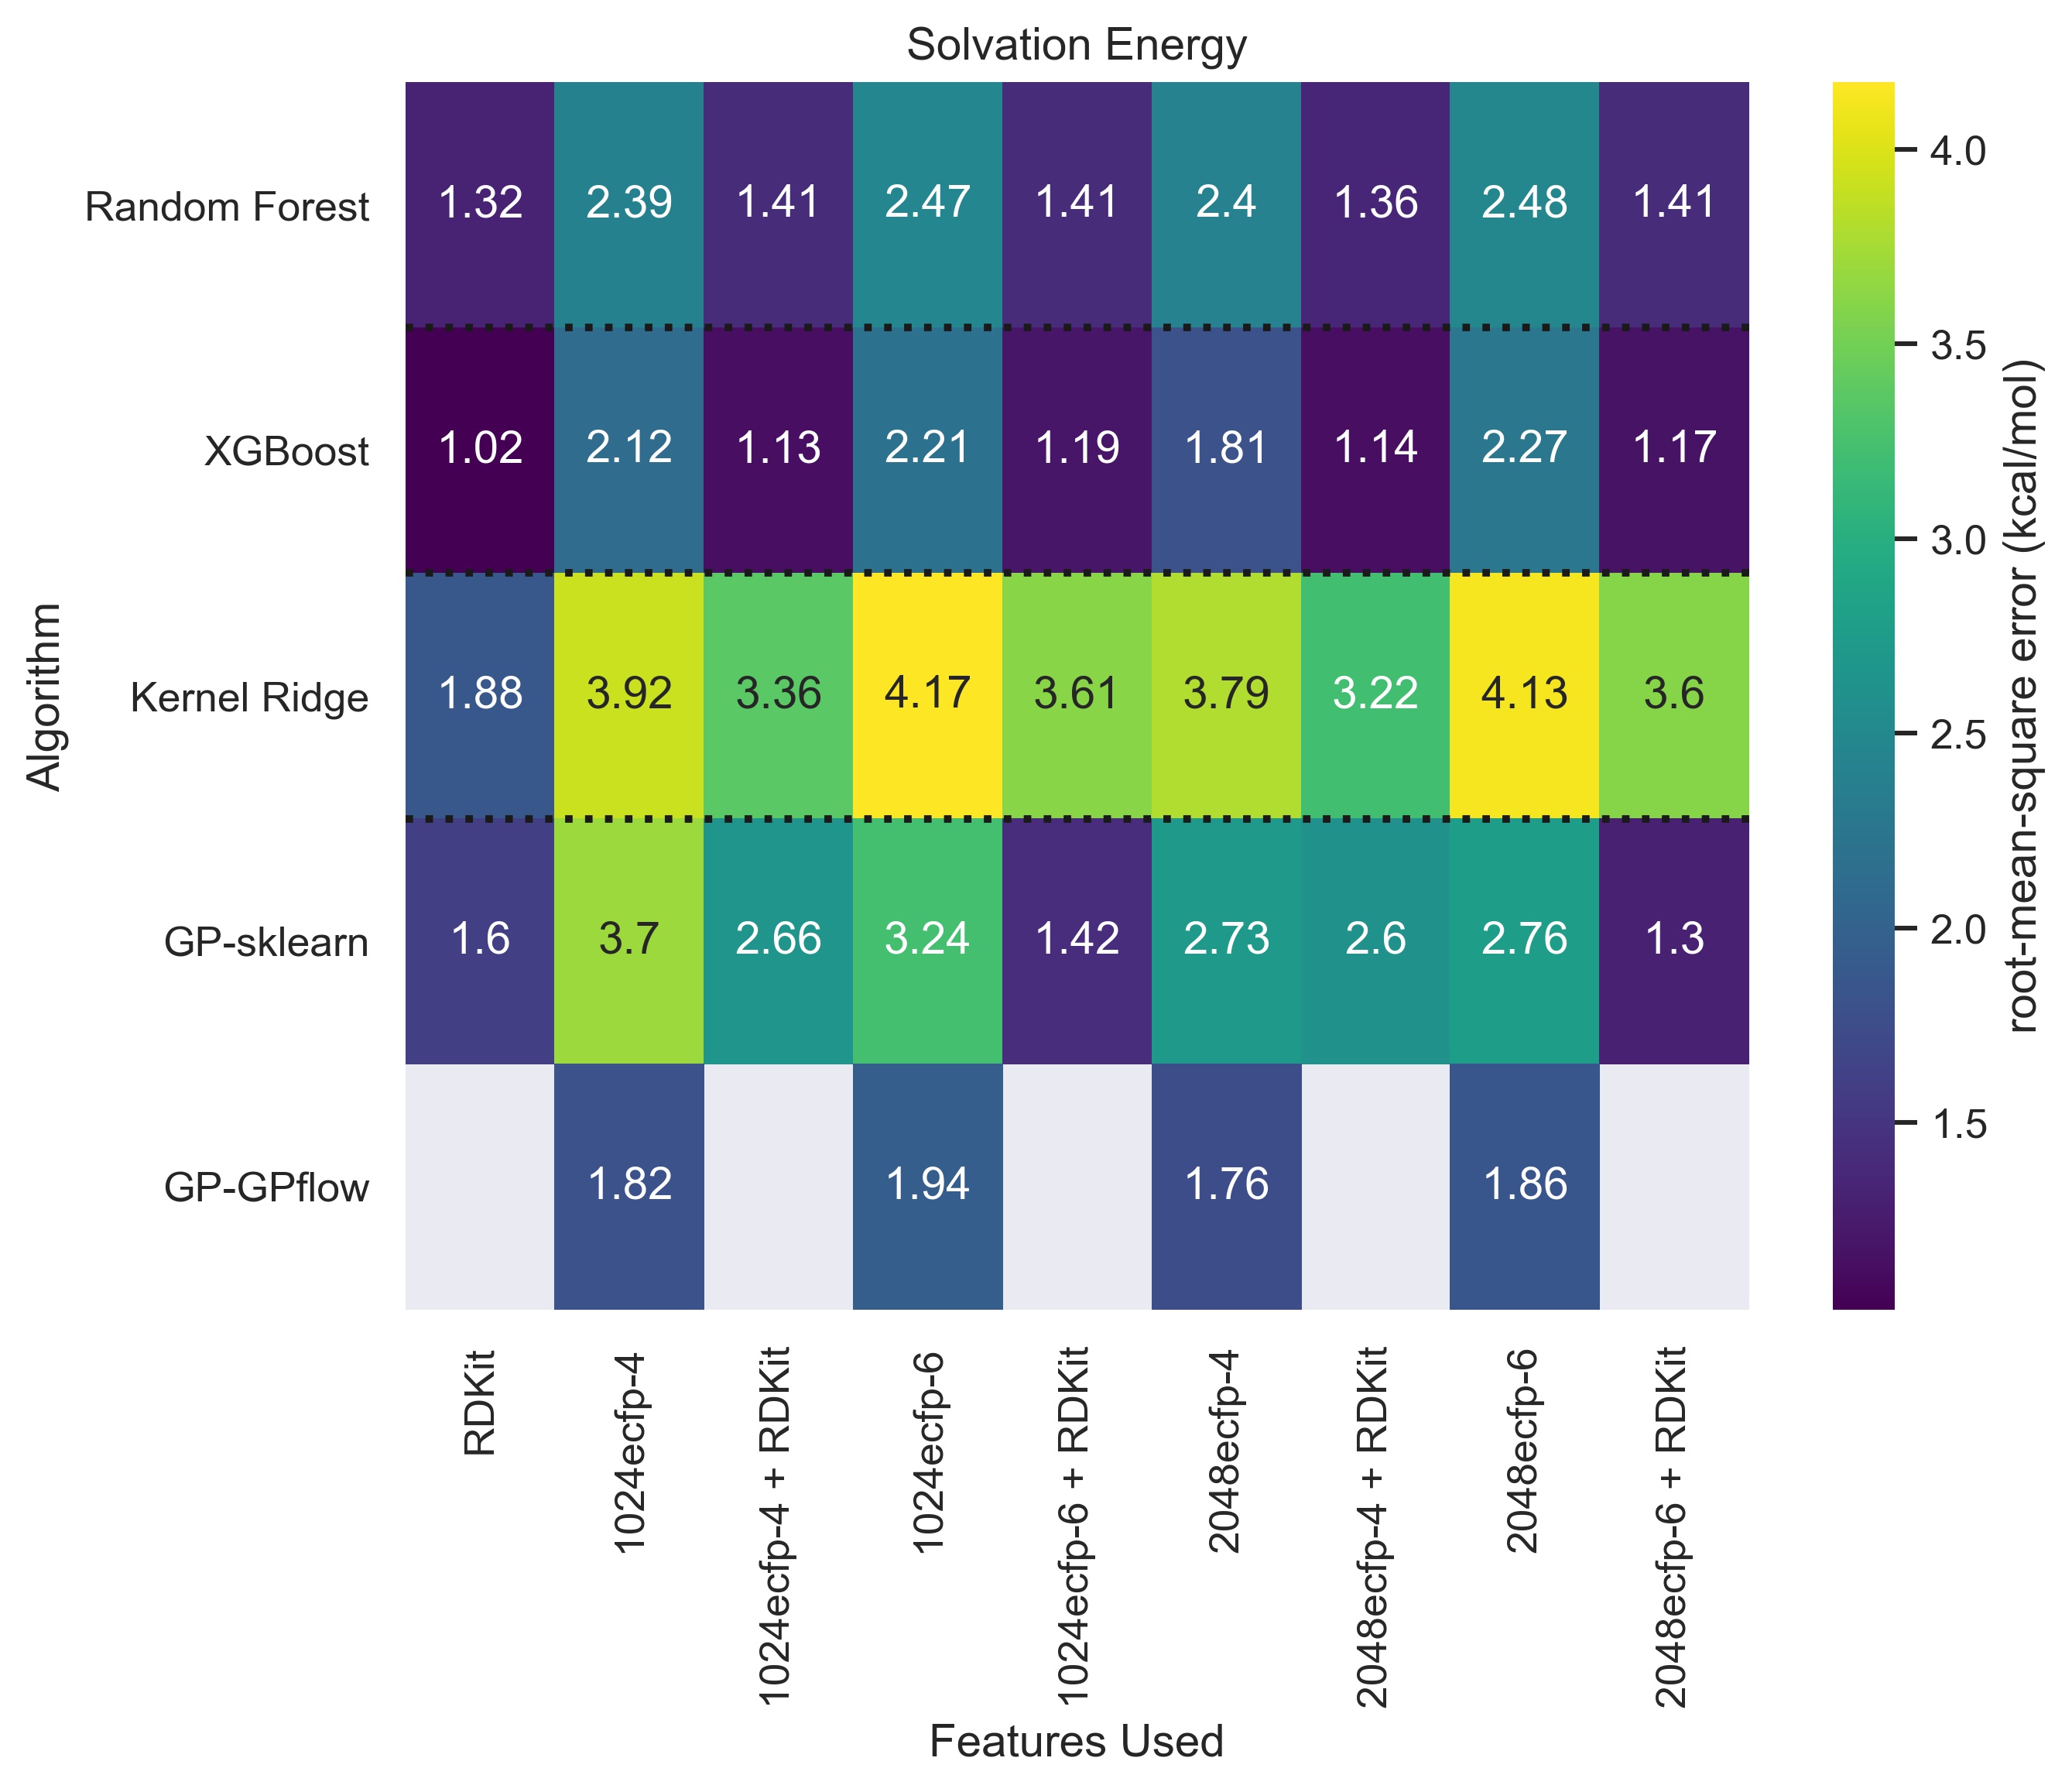 Solvation Energy
Algorithm
Random Forest 1.32 2.39 1.41 2.47 1.41 2.4 1.36 2.48 1.41
XGBoost 1.02 2.12 1.13 2.21 1.19 1.81 1.14 2.27 1.17
Kernel Ridge 1.88 3.92 3.36 4.17 3.61 3.79 3.22 4.13 3.6
GP-sklearn 1.6 3.7 2.66 3.24 1.42 2.73 2.6 2.76 1.3
GP-GPflow 1.82 1.94 1.76 1.86
RDKit
1024ecfp-4
1024ecfp-4 + RDKit
1024ecfp-6
1024ecfp-6 + RDKit
2048ecfp-4
2048ecfp-4 + RDKit
2048ecfp-6
2048ecfp-6 + RDKit
Features Used
4.0
3.5
3.0
2.5
2.0
1.5
root-mean-square error (kcal/mol)